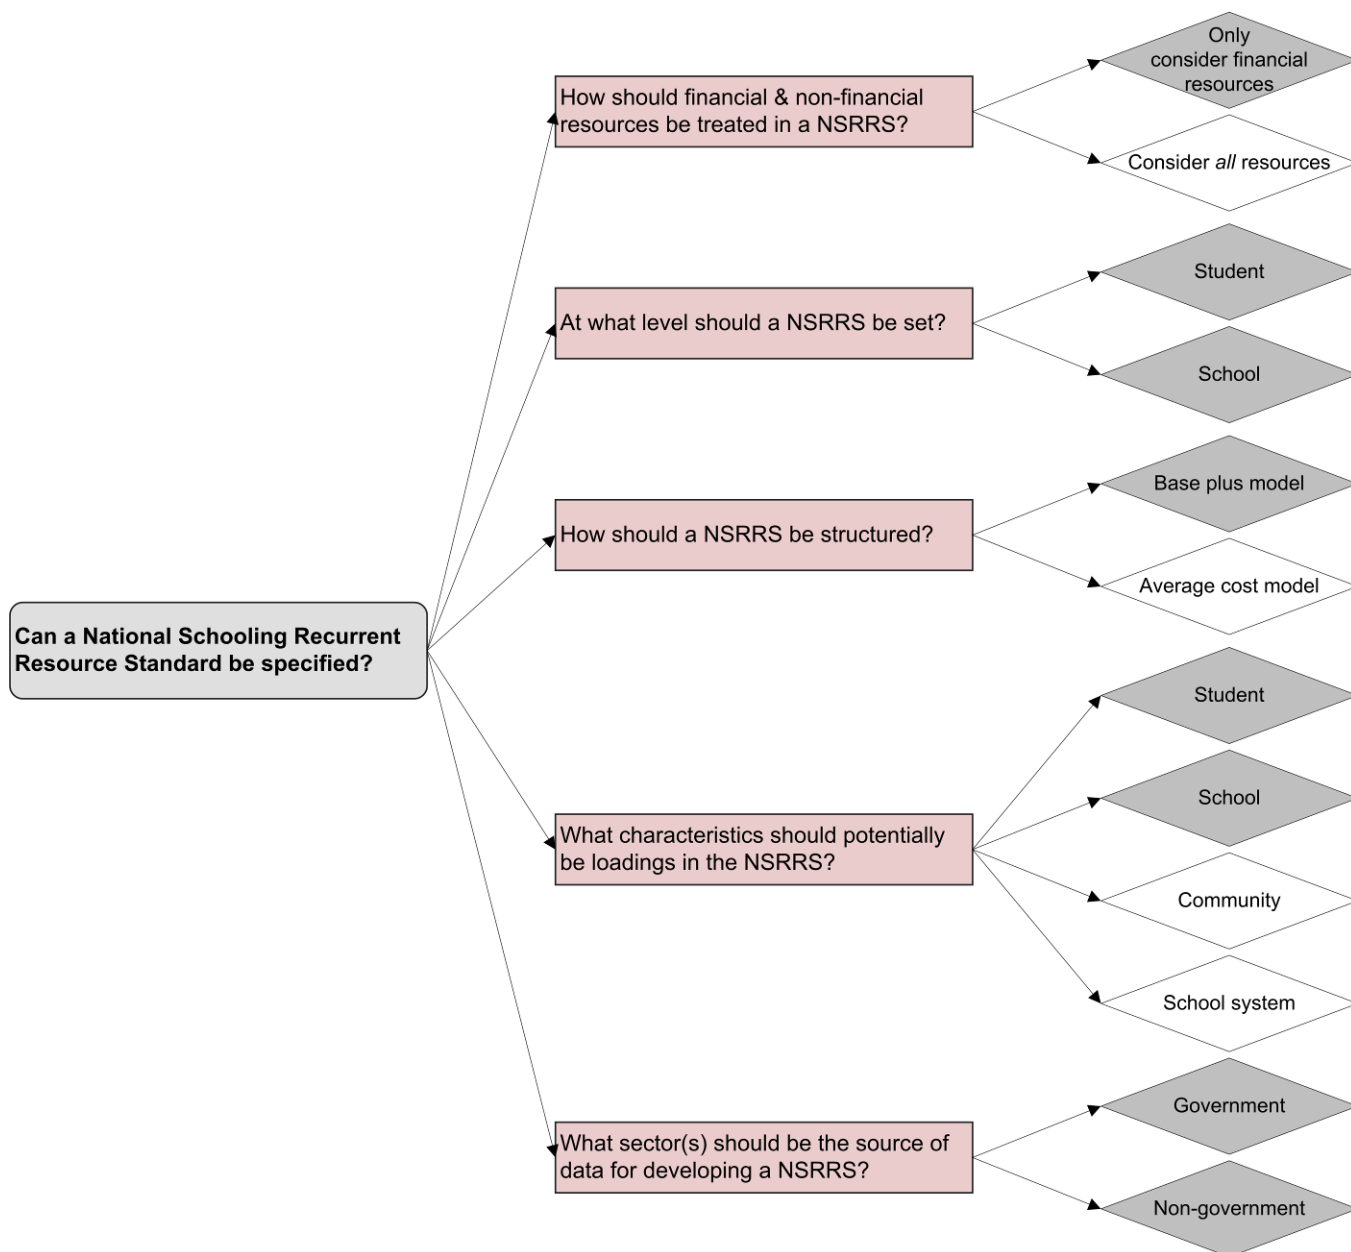 Only
consider financial
resources
How should financial & non-financial
resources be treated in a NSRRS?
Consider all resources
Student
At what level should a NSRRS be set?
School
Base plus model
How should a NSRRS be structured?
Average cost model
Can a National Schooling Recurrent
Resource Standard be specified?
Student
School
What characteristics should potentially
be loadings in the NSRRS?
Community
School system
Government
What sector(s) should be the source of
data for developing a NSRRS?
Non-government